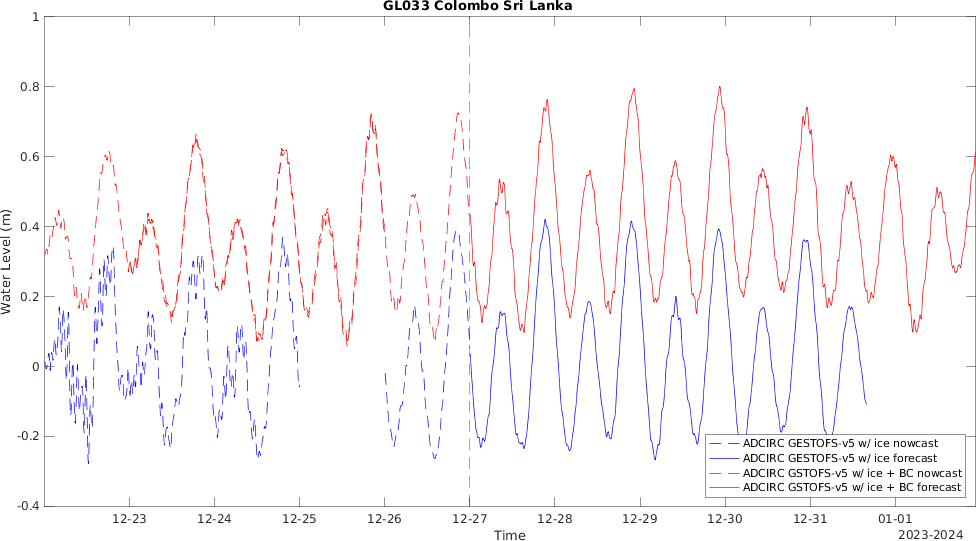 GL033 Colombo Sri Lanka
1
0.8
0.6
0.4
0.2
0
-0.2
-0.4
Water Level (m)
ADCIRC GESTOFS-v5 w/ ice nowcast
ADCIRC GESTOFS-v5 w/ ice forecast
ADCIRC GSTOFS-v5 w/ ice + BC nowcast
ADCIRC GSTOFS-v5 w/ ice + BC forecast
12-23 12-24 12-25 12-26 12-27 12-28 12-29 12-30 12-31 01-01
Time
2023-2024